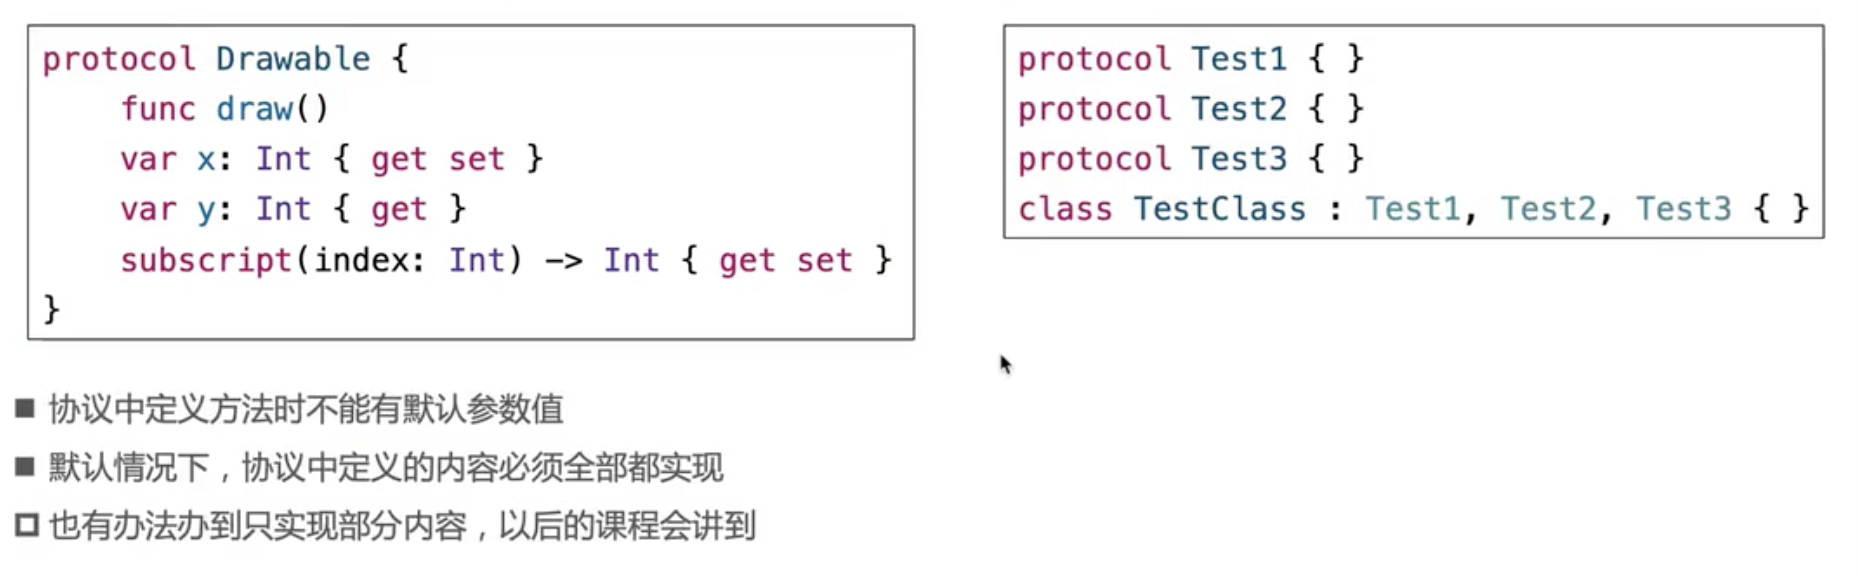 protocol Drawable {
    func draw()
    var x: Int { get set }
    var y: Int { get }
    subscript(index: Int) -> Int { get set }
}
protocol Test1 { }
protocol Test2 { }
protocol Test3 { }
class TestClass : Test1, Test2, Test3 { }
■ 协议中定义方法时不能有默认参数值
■ 默认情况下，协议中定义的内容必须全部都实现
□ 也有办法办到只实现部分内容，以后的课程会讲到